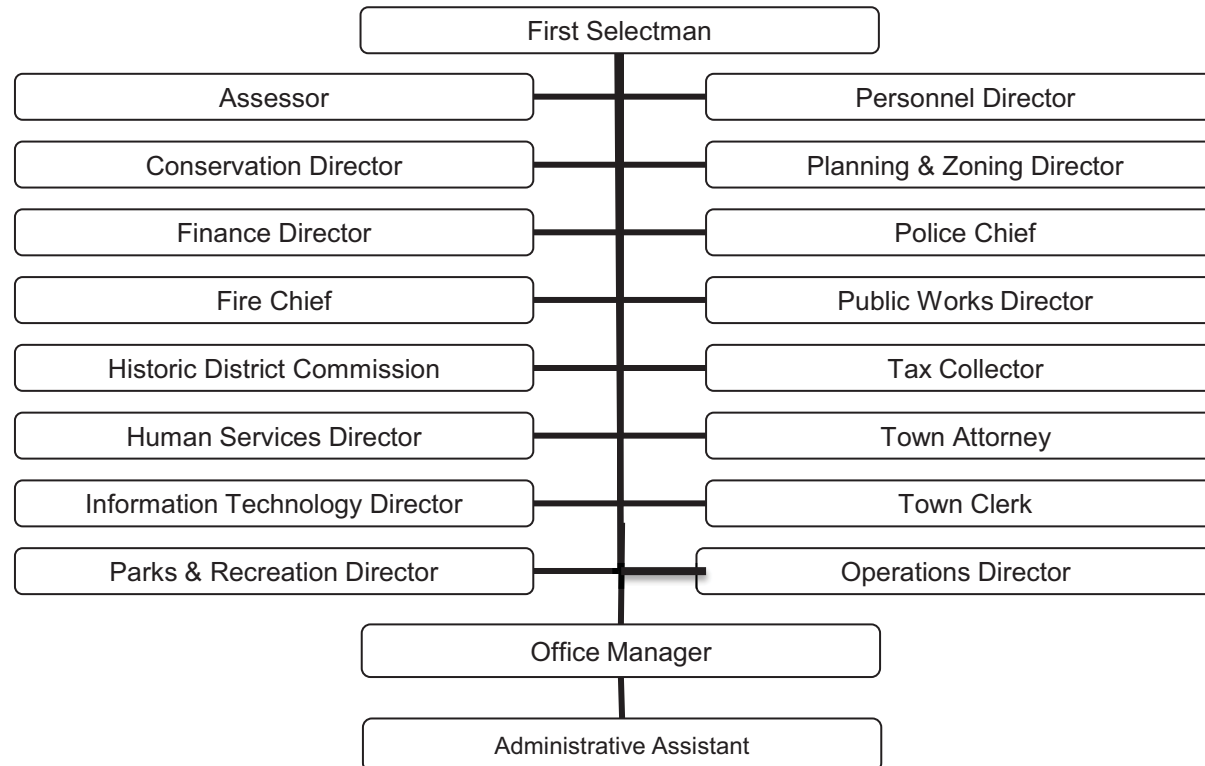 First Selectman
Assessor
Personnel Director
Conservation Director
Planning & Zoning Director
Finance Director
Police Chief
Fire Chief
Public Works Director
Historic District Commission
Tax Collector
Human Services Director
Town Attorney
Information Technology Director
Town Clerk
Parks & Recreation Director
Operations Director
Office Manager
Administrative Assistant